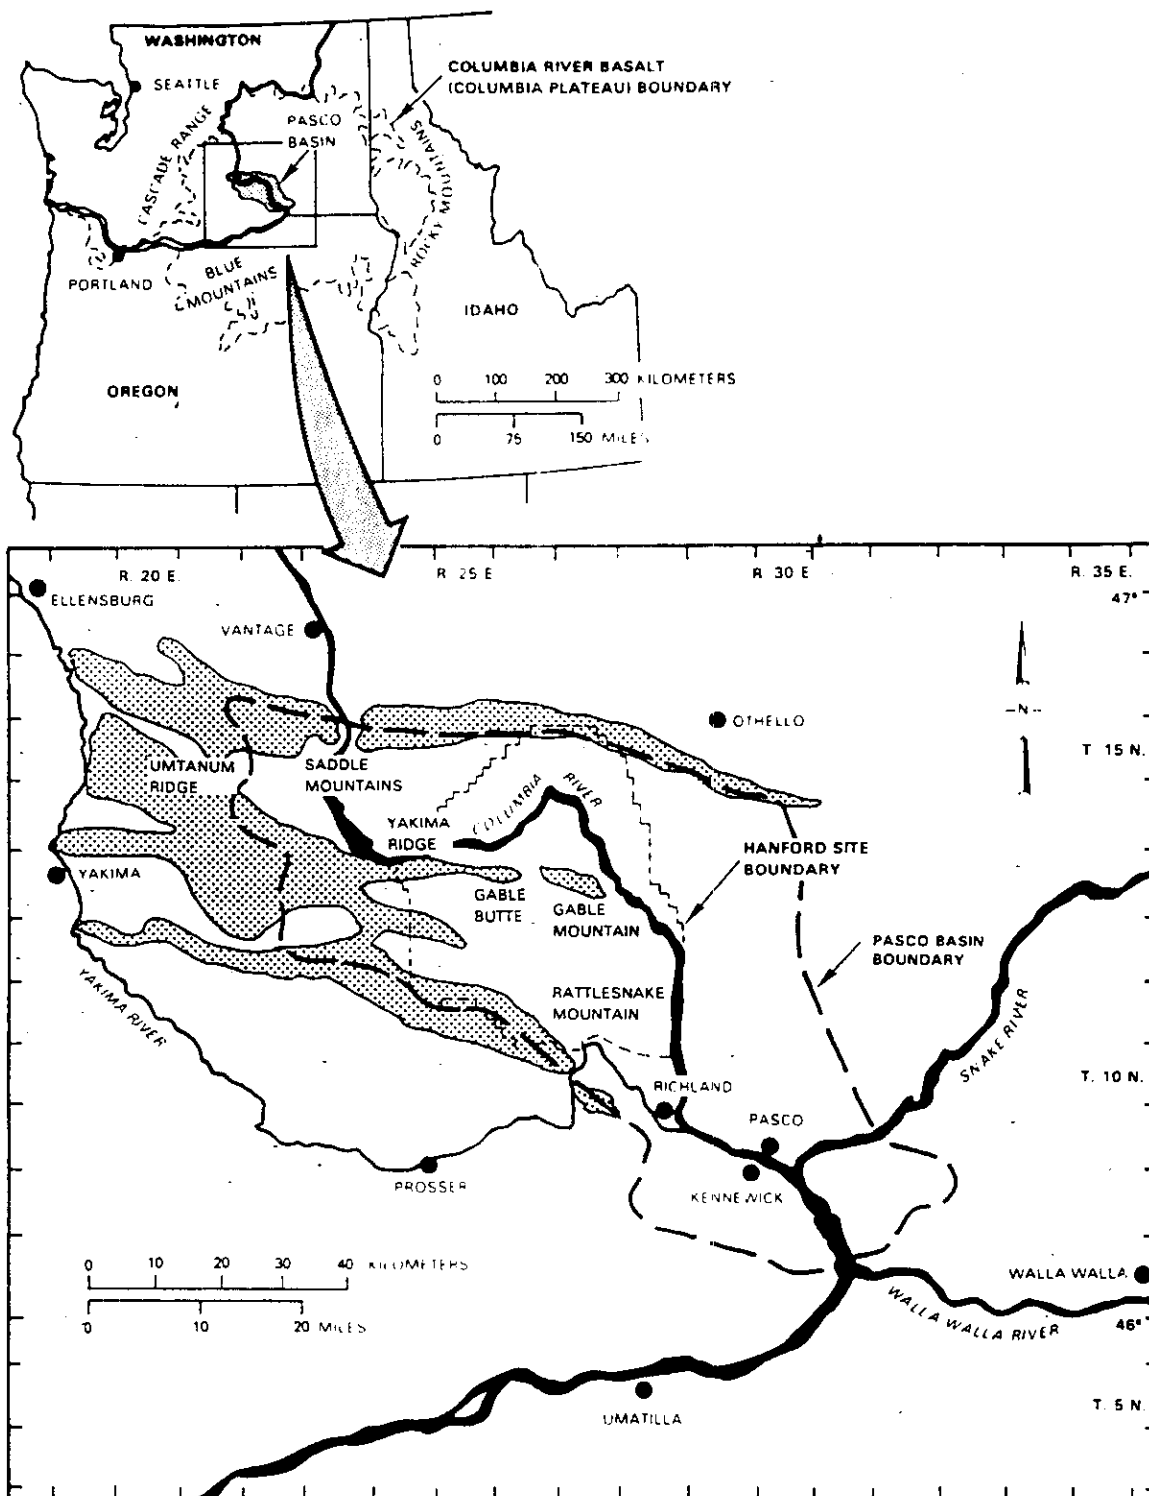 WASHINGTON
SEATTLE
COLUMBIA RIVER BASALT
(COLUMBIA PLATEAU) BOUNDARY
CASCADE RANGE
PASCO
BASIN
ROCKY MOUNTAINS
PORTLAND
BLUE
MOUNTAINS
IDAHO
OREGON
0 100 200 300 KILOMETERS
0 75 150 MILES
R. 20 E.
R. 25 E
R. 30 E.
R. 35 E.
ELLENSBURG
47°
VANTAGE
N
OTHELLO
T 15 N.
UMTANUM
RIDGE
SADDLE
MOUNTAINS
COLUMBIA
RIVER
YAKIMA
RIDGE
HANFORD SITE
BOUNDARY
YAKIMA
GABLE
BUTTE
GABLE
MOUNTAIN
PASCO BASIN
BOUNDARY
YAKIMA RIVER
RATTLESNAKE
MOUNTAIN
SNAKE RIVER
T. 10 N.
RICHLAND
PASCO
PROSSER
KENNEWICK
0 10 20 30 40 KILOMETERS
0 10 20 MILES
WALLA WALLA
WALLA WALLA RIVER
46°
UMATILLA
T. 5 N.